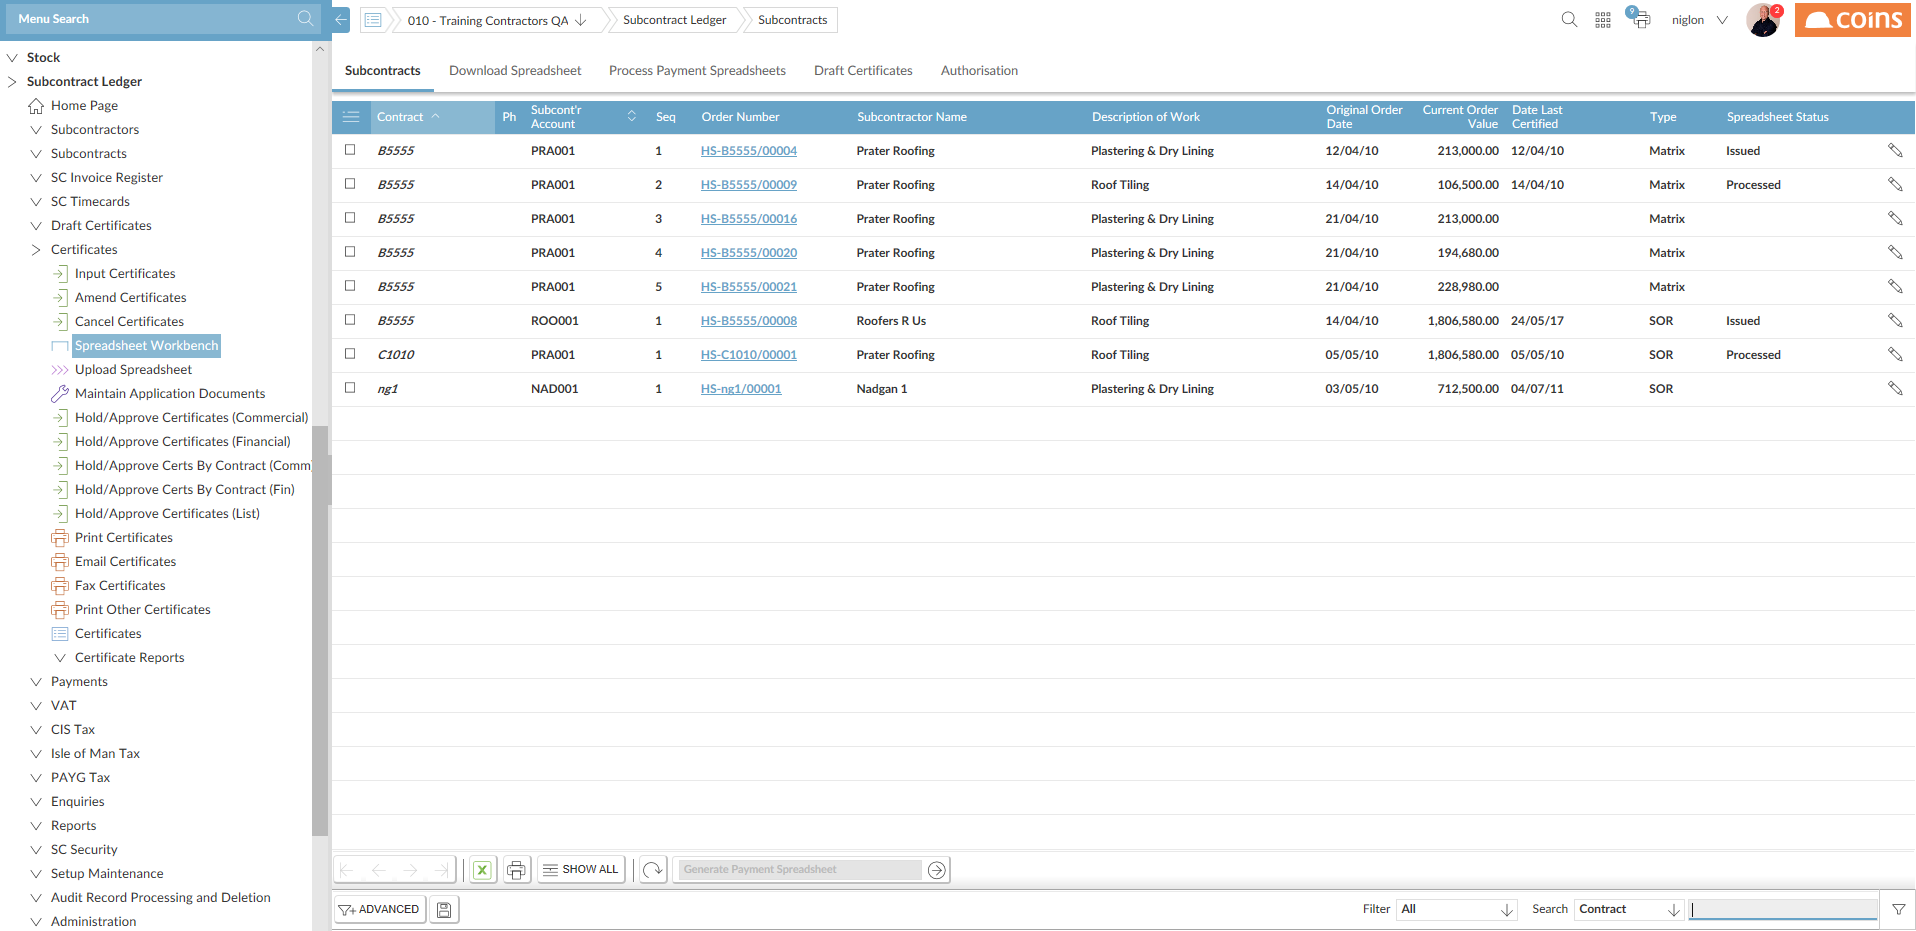 Menu Search
010 - Training Contractors QA
Subcontract Ledger
Subcontracts
9
niglon
2
coins
Stock
Subcontract Ledger
Home Page
Subcontractors
Subcontracts
SC Invoice Register
SC Timecards
Draft Certificates
Certificates
Input Certificates
Amend Certificates
Cancel Certificates
Spreadsheet Workbench
Upload Spreadsheet
Maintain Application Documents
Hold/Approve Certificates (Commercial)
Hold/Approve Certificates (Financial)
Hold/Approve Certs By Contract (Comm
Hold/Approve Certs By Contract (Fin)
Hold/Approve Certificates (List)
Print Certificates
Email Certificates
Fax Certificates
Print Other Certificates
Certificates
Certificate Reports
Payments
VAT
CIS Tax
Isle of Man Tax
PAYG Tax
Enquiries
Reports
SC Security
Setup Maintenance
Audit Record Processing and Deletion
Administration
Subcontracts Download Spreadsheet Process Payment Spreadsheets Draft Certificates Authorisation
Contract Ph Subcont'r Account Seq Order Number Subcontractor Name Description of Work Original Order Date Current Order Value Date Last Certified Type Spreadsheet Status
B5555 PRA001 1 HS-B5555/00004 Prater Roofing Plastering & Dry Lining 12/04/10 213,000.00 12/04/10 Matrix Issued
B5555 PRA001 2 HS-B5555/00009 Prater Roofing Roof Tiling 14/04/10 106,500.00 14/04/10 Matrix Processed
B5555 PRA001 3 HS-B5555/00016 Prater Roofing Plastering & Dry Lining 21/04/10 213,000.00 Matrix
B5555 PRA001 4 HS-B5555/00020 Prater Roofing Plastering & Dry Lining 21/04/10 194,680.00 Matrix
B5555 PRA001 5 HS-B5555/00021 Prater Roofing Plastering & Dry Lining 21/04/10 228,980.00 Matrix
B5555 ROO001 1 HS-B5555/00008 Roofers R Us Roof Tiling 14/04/10 1,806,580.00 24/05/17 SOR Issued
C1010 PRA001 1 HS-C1010/00001 Prater Roofing Roof Tiling 05/05/10 1,806,580.00 05/05/10 SOR Processed
ng1 NAD001 1 HS-ng1/00001 Nadgan 1 Plastering & Dry Lining 03/05/10 712,500.00 04/07/11 SOR
SHOW ALL
Generate Payment Spreadsheet
ADVANCED
Filter All
Search Contract